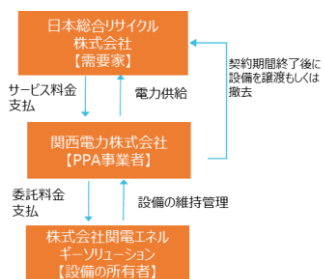 日本総合リサイクル
株式会社
【需要家】
契約期間終了後に
設備を譲渡もしくは
撤去
サービス料金
支払
電力供給
関西電力株式会社
【PPA事業者】
委託料金
支払
設備の維持管理
株式会社関電エネル
ギーソリューション
【設備の所有者】